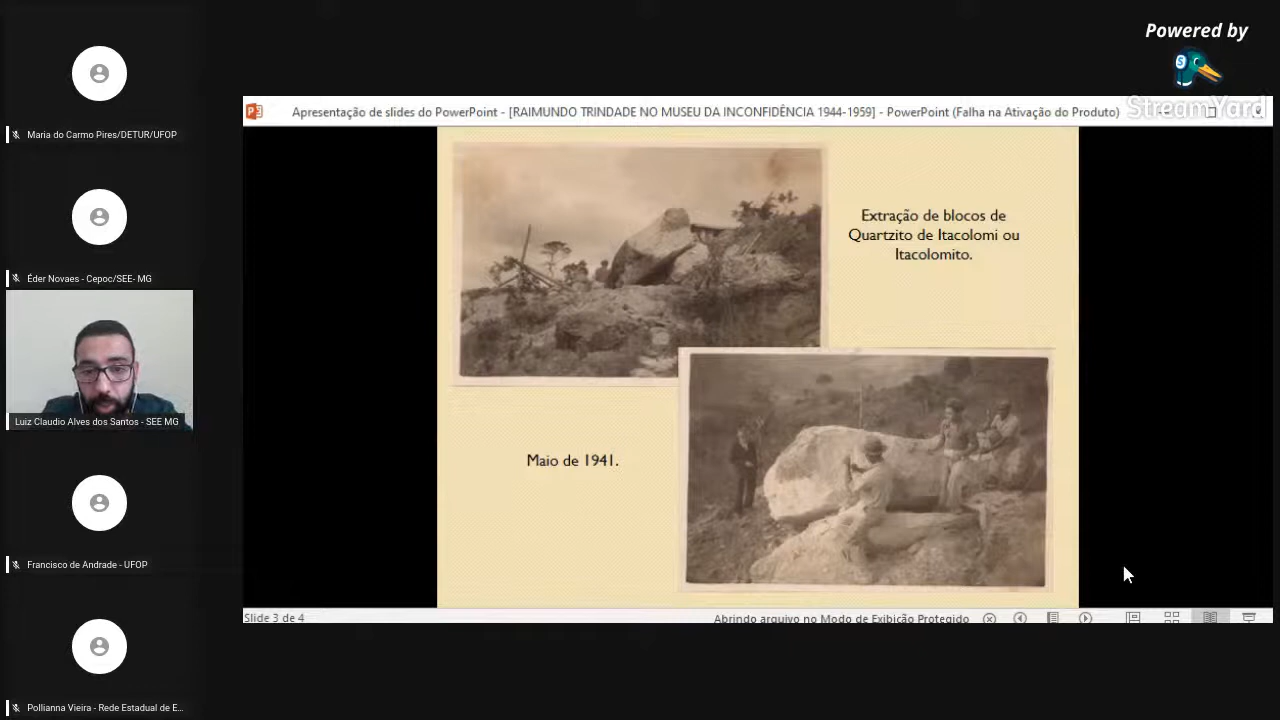 Powered by
StreamYard
Apresentação de slides do PowerPoint - [RAIMUNDO TRINDADE NO MUSEU DA INCONFIDÊNCIA 1944-1959] - PowerPoint (Falha na Ativação do Produto)
Maria do Carmo Pires/DETUR/UFOP
Éder Novaes - Cepoc/SEE- MG
Luiz Claudio Alves dos Santos - SEE MG
Francisco de Andrade - UFOP
Pollianna Vieira - Rede Estadual de E...
Extração de blocos de
Quartzito de Itacolomi ou
Itacolomito.
Maio de 1941.
Slide 3 de 4
Abrindo arquivo no Modo de Exibição Protegido